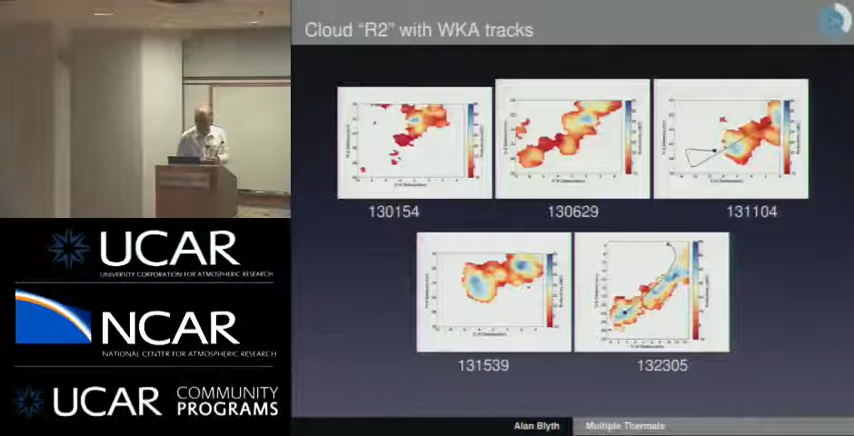 Cloud "R2" with WKA tracks
130154
130629
131104
131539
132305
UCAR
UNIVERSITY CORPORATION FOR ATMOSPHERIC RESEARCH
NCAR
NATIONAL CENTER FOR ATMOSPHERIC RESEARCH
UCAR COMMUNITY PROGRAMS
Alan Blyth
Multiple Thermals